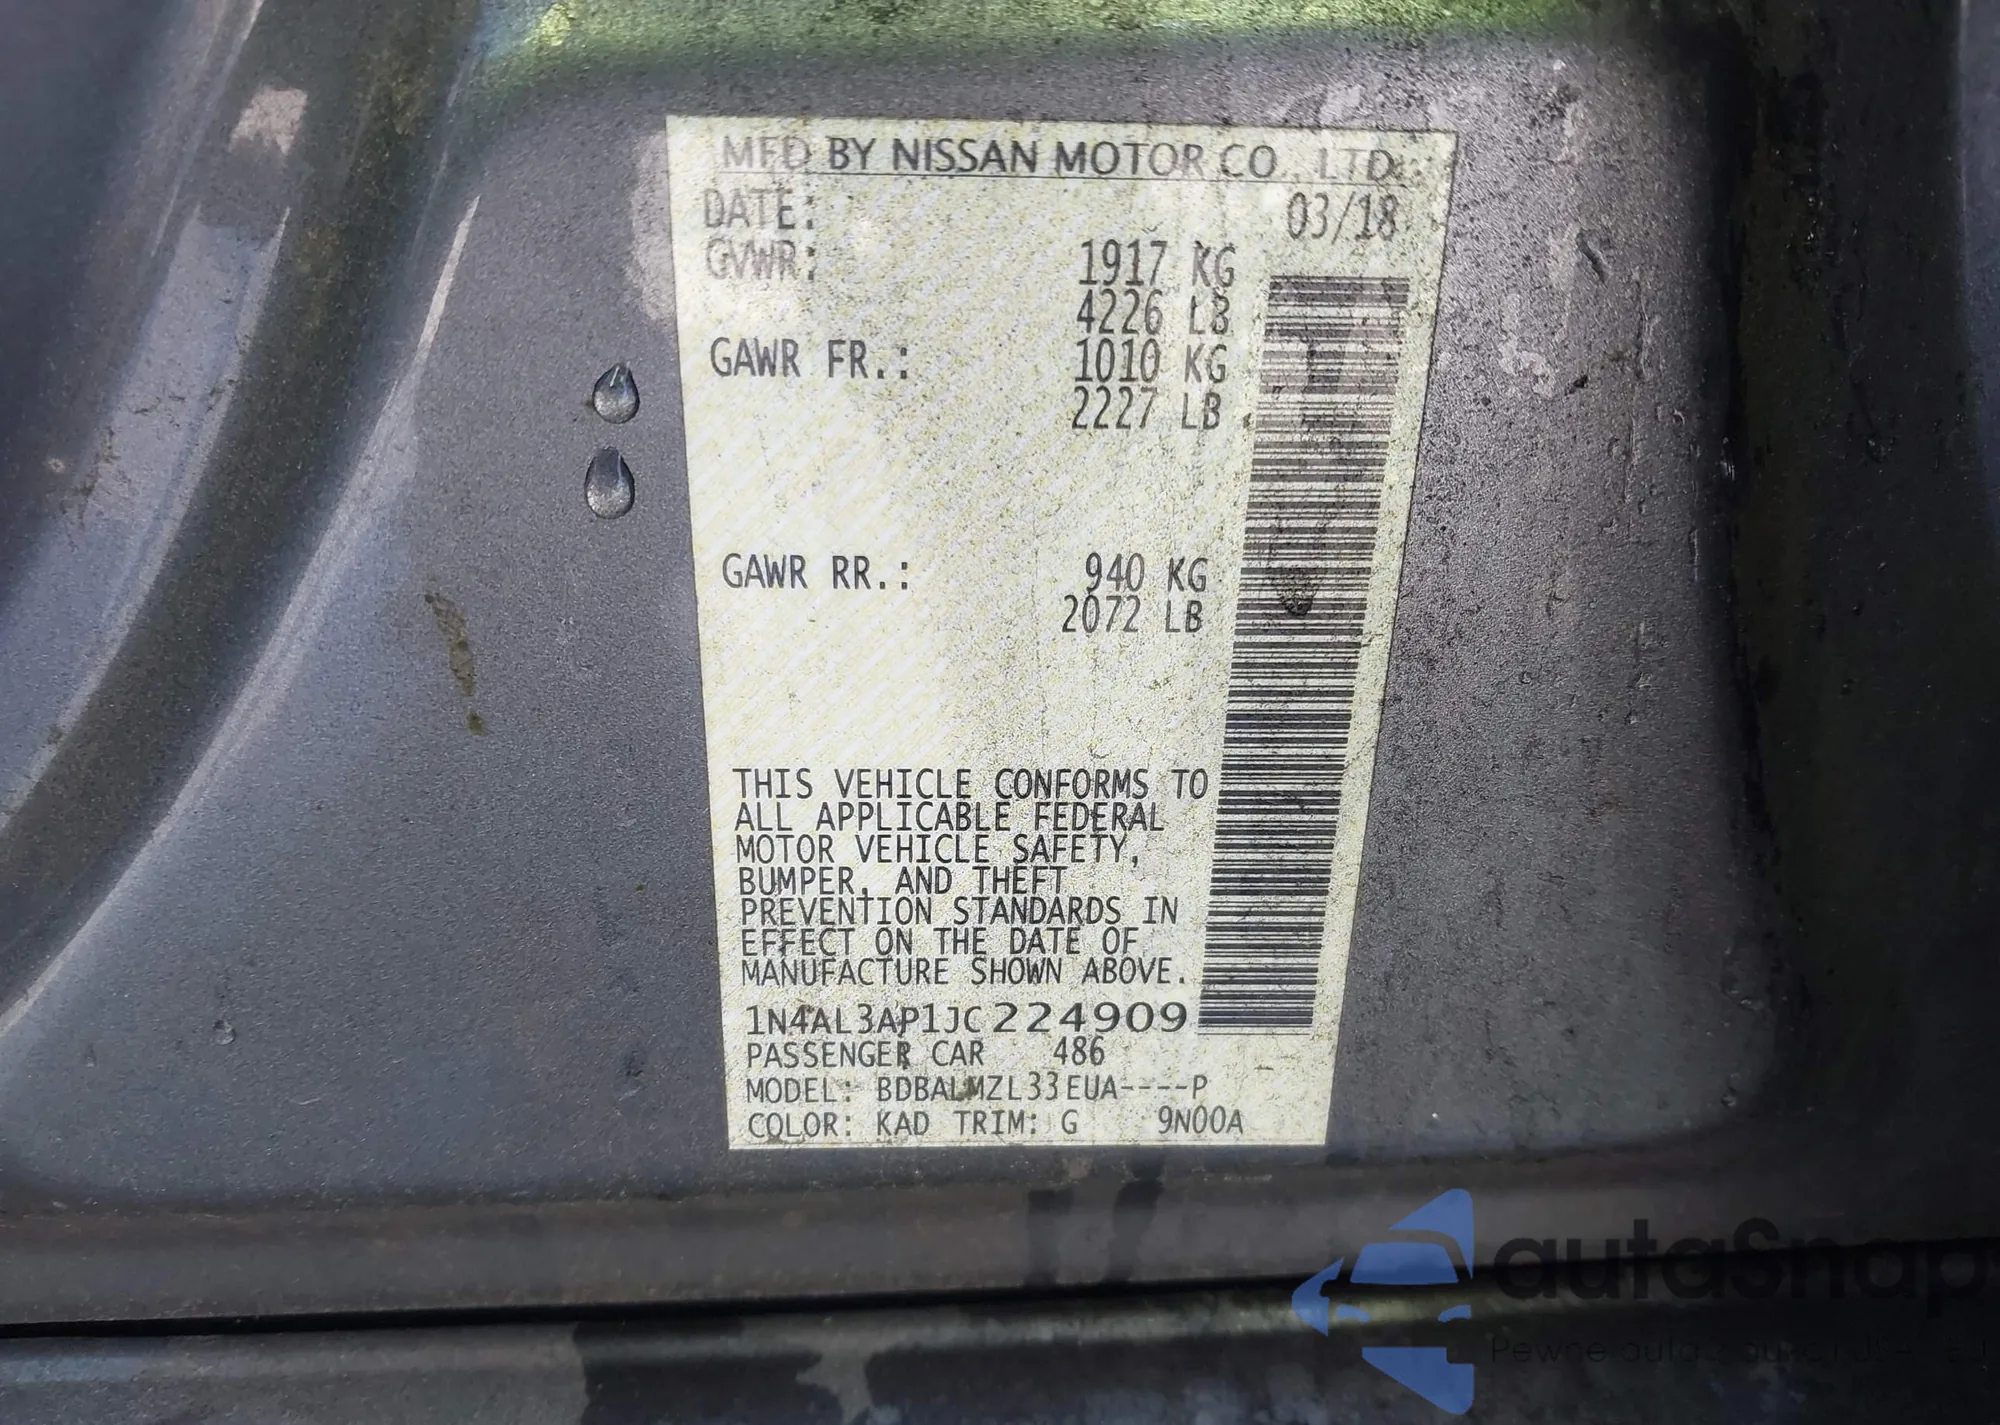 MFD BY NISSAN MOTOR CO., LTD.
DATE: 03/18
GVWR: 1917 KG
4226 LB
GAWR FR.: 1010 KG
2227 LB
GAWR RR.: 940 KG
2072 LB
THIS VEHICLE CONFORMS TO
ALL APPLICABLE FEDERAL
MOTOR VEHICLE SAFETY,
BUMPER, AND THEFT
PREVENTION STANDARDS IN
EFFECT ON THE DATE OF
MANUFACTURE SHOWN ABOVE.
1N4AL3AP1JC224909
PASSENGER CAR 486
MODEL: BDBALMZL33EUA----P
COLOR: KAD TRIM: G 9N00A
autasnap
Pewne auta